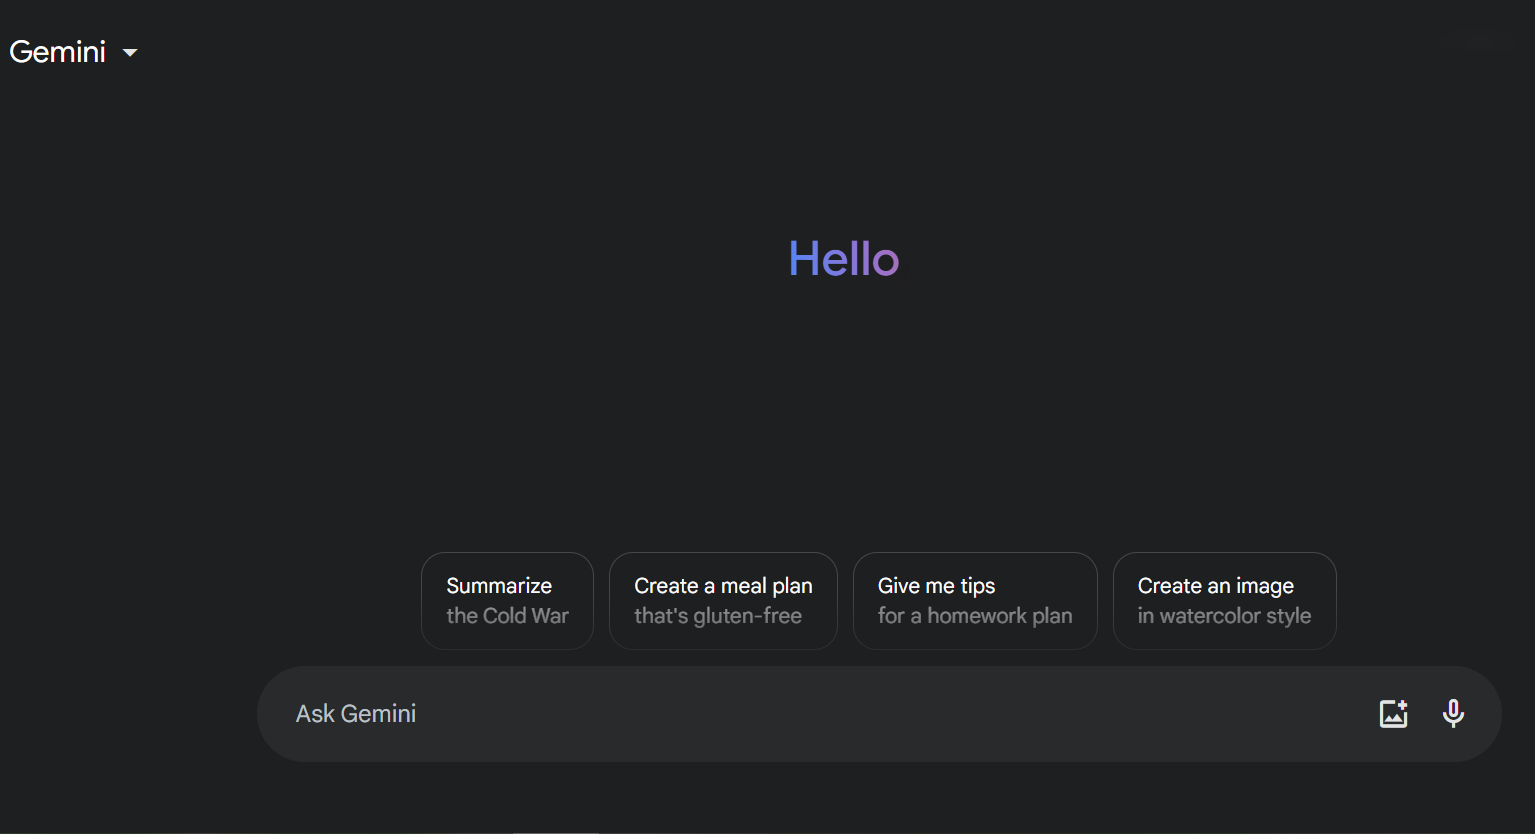 Gemini
Hello
Summarize
the Cold War
Create a meal plan
that's gluten-free
Give me tips
for a homework plan
Create an image
in watercolor style
Ask Gemini